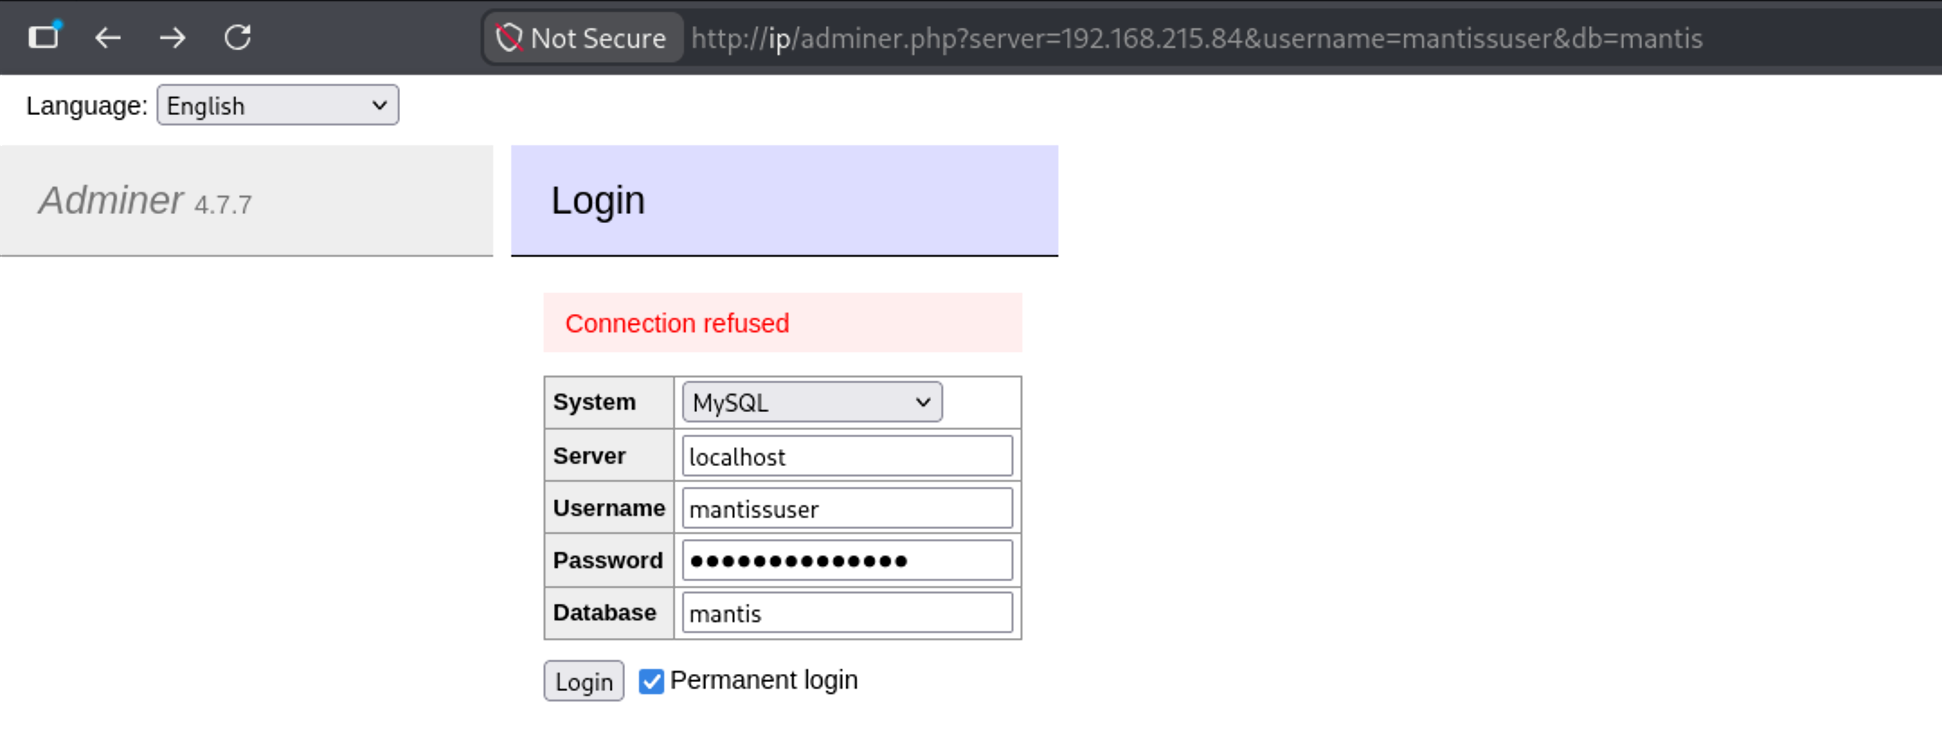 Not Secure http://ip/adminer.php?server=192.168.215.84&username=mantissuser&db=mantis
Language: English
Adminer 4.7.7
Login
Connection refused
System MySQL
Server localhost
Username mantissuser
Password ●●●●●●●●●●●●●●
Database mantis
Login Permanent login